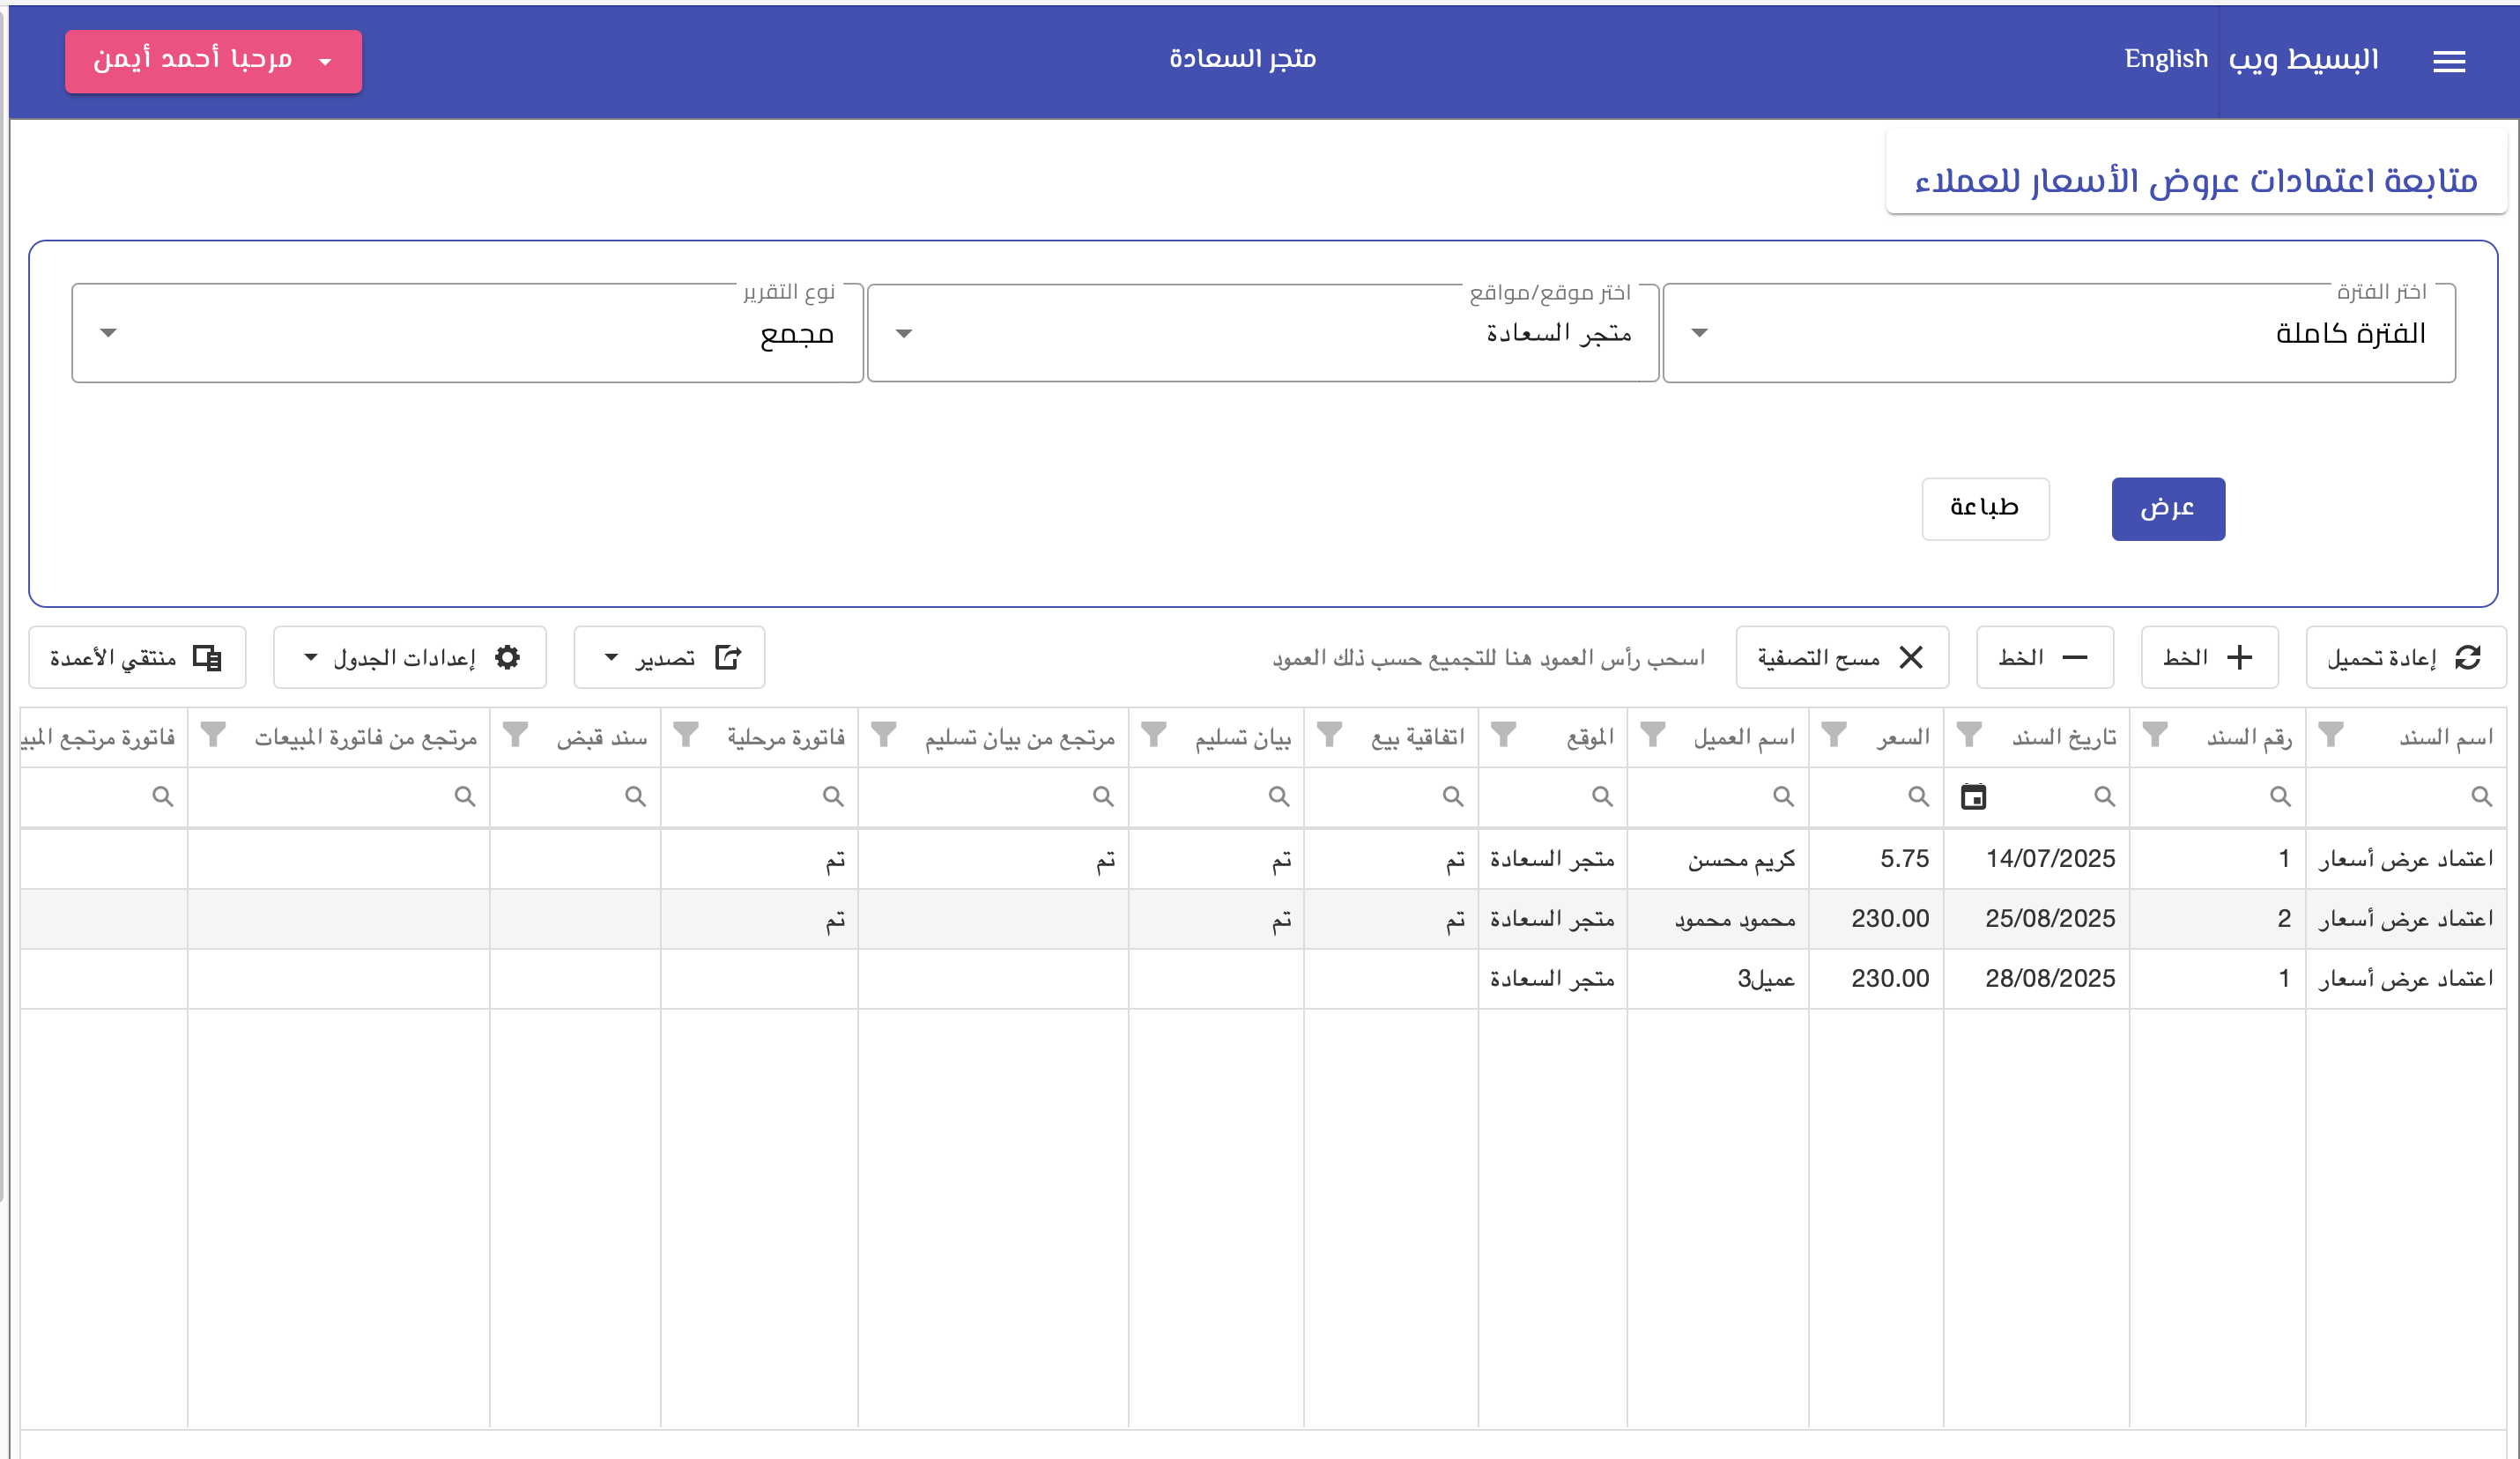 البسيط ويب English متجر السعادة مرحبا أحمد أيمن
متابعة اعتمادات عروض الأسعار للعملاء
اختر الفترة اختر موقع/مواقع نوع التقرير
الفترة كاملة متجر السعادة مجمع
عرض طباعة
إعادة تحميل الخط الخط مسح التصفية اسحب رأس العمود هنا للتجميع حسب ذلك العمود تصدير إعدادات الجدول منتقي الأعمدة
اسم السند رقم السند تاريخ السند السعر اسم العميل الموقع اتفاقية بيع بيان تسليم مرتجع من بيان تسليم فاتورة مرحلية سند قبض مرتجع من فاتورة المبيعات فاتورة مرتجع
اعتماد عرض أسعار 1 14/07/2025 5.75 كريم محسن متجر السعادة تم تم تم تم
اعتماد عرض أسعار 2 25/08/2025 230.00 محمود محمود متجر السعادة تم تم تم
اعتماد عرض أسعار 1 28/08/2025 230.00 عميل3 متجر السعادة